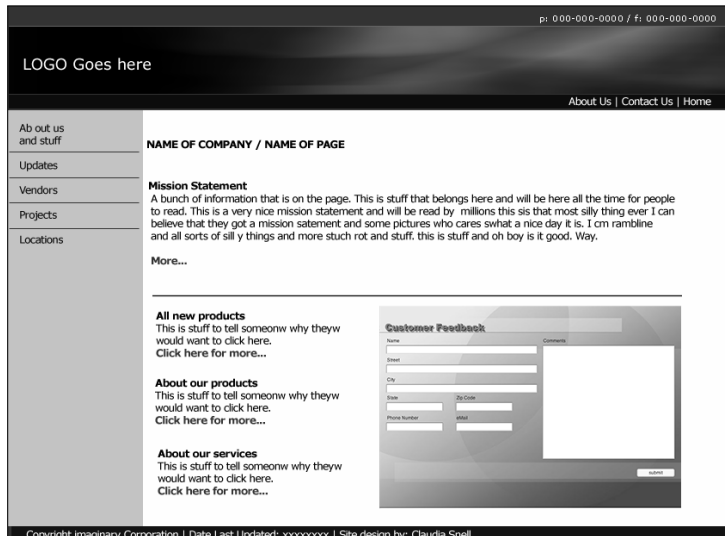 p: 000-000-0000 / f: 000-000-0000
LOGO Goes here
About Us | Contact Us | Home
Ab out us
and stuff
Updates
Vendors
Projects
Locations
NAME OF COMPANY / NAME OF PAGE
Mission Statement
A bunch of information that is on the page. This is stuff that belongs here and will be here all the time for people
to read. This is a very nice mission statement and will be read by millions this sis that most silly thing ever I can
believe that they got a mission satement and some pictures who cares swhat a nice day it is. I cm rambline
and all sorts of sill y things and more stuch rot and stuff. this is stuff and oh boy is it good. Way.
More...
All new products
This is stuff to tell someonw why theyw
would want to click here.
Click here for more...
About our products
This is stuff to tell someonw why theyw
would want to click here.
Click here for more...
About our services
This is stuff to tell someonw why theyw
would want to click here.
Click here for more...
Customer Feedback
Name
Comments
Street
City
State Zip Code
Phone Number eMail
submit
Copyright imaginary Corporation | Date Last Updated: xxxxxxxx | Site design by: Claudia Snell